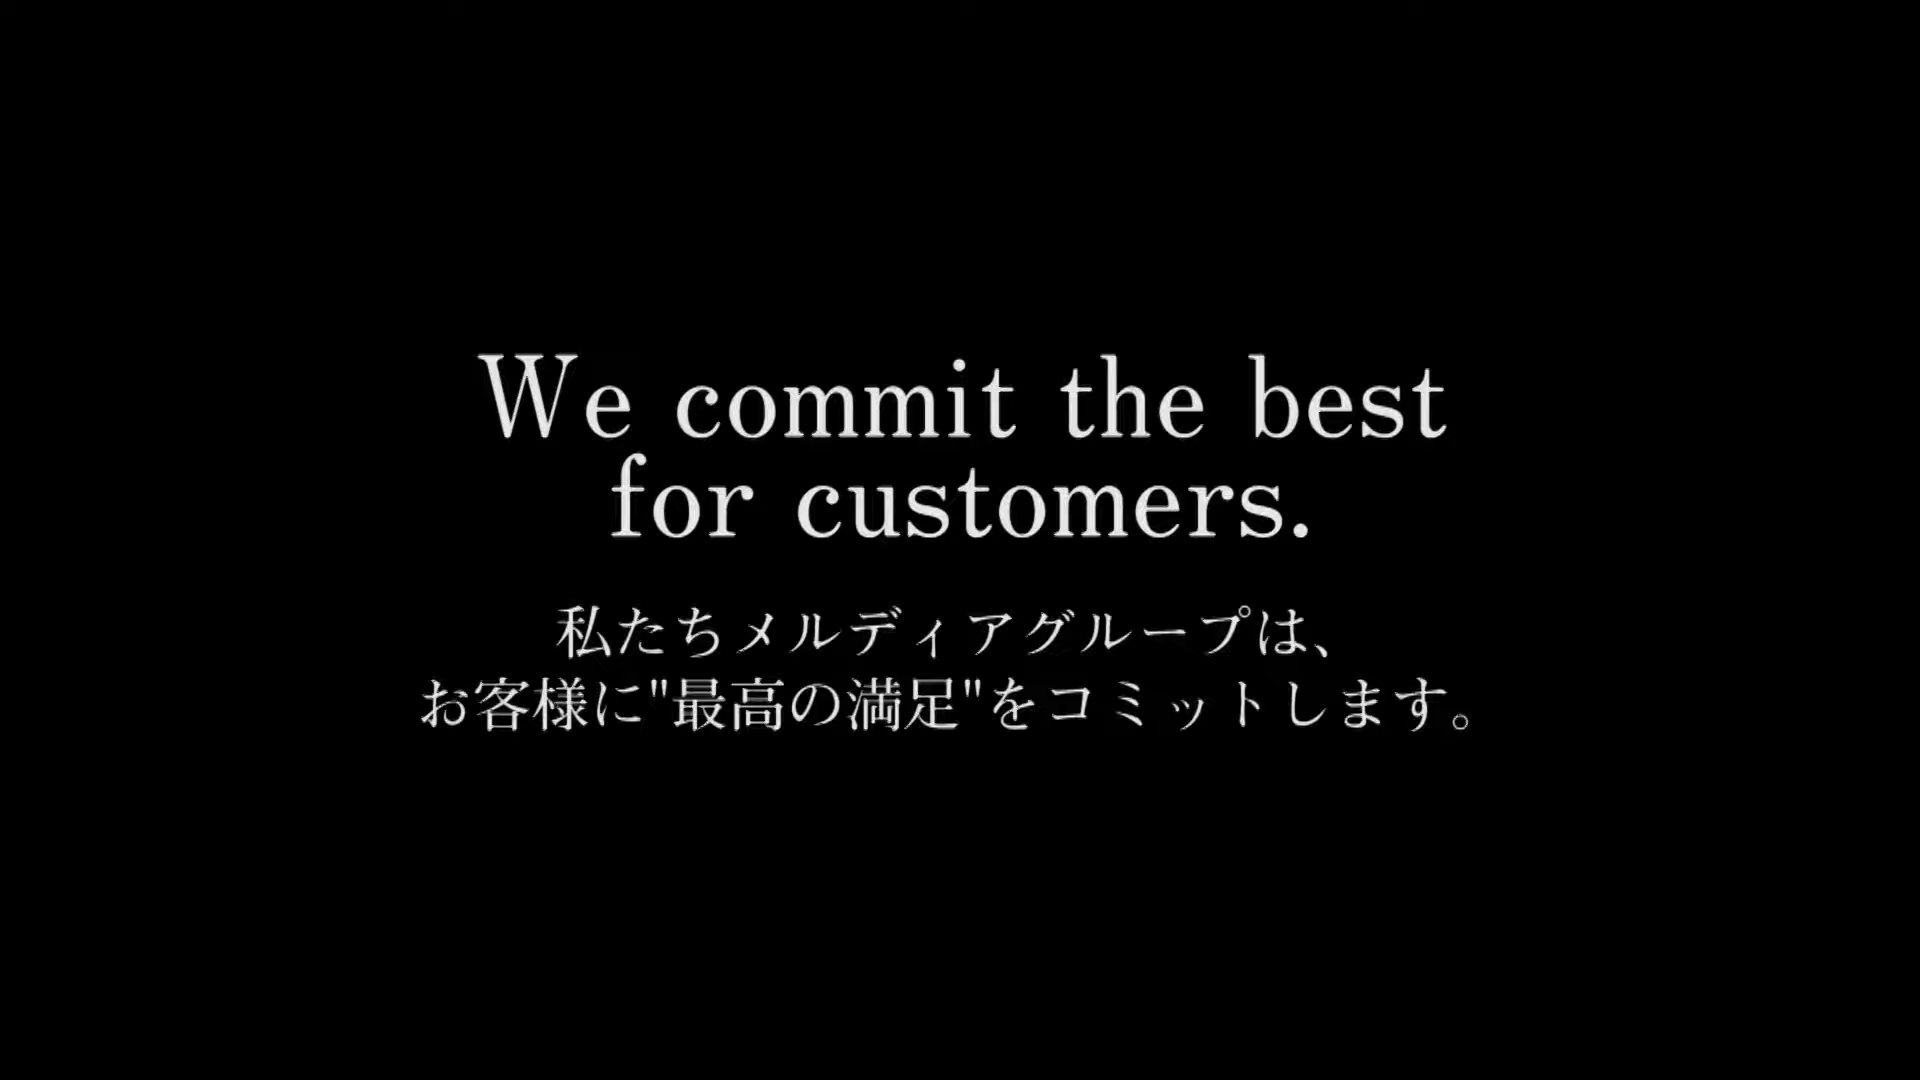 We commit the best
for customers.
私たちメルディアグループは、
お客様に"最高の満足"をコミットします。